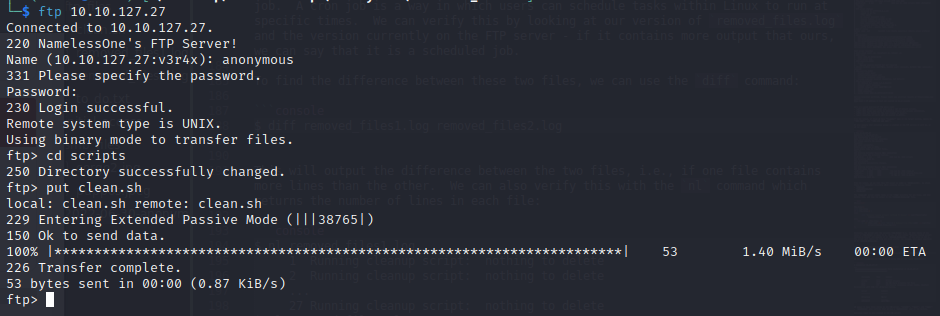 └─$ ftp 10.10.127.27
Connected to 10.10.127.27.
220 NamelessOne's FTP Server!
Name (10.10.127.27:v3r4x): anonymous
331 Please specify the password.
Password:
230 Login successful.
Remote system type is UNIX.
Using binary mode to transfer files.
ftp> cd scripts
250 Directory successfully changed.
ftp> put clean.sh
local: clean.sh remote: clean.sh
229 Entering Extended Passive Mode (|||38765|)
150 Ok to send data.
100% |***********************************************************************| 53 1.40 MiB/s 00:00 ETA
226 Transfer complete.
53 bytes sent in 00:00 (0.87 KiB/s)
ftp>